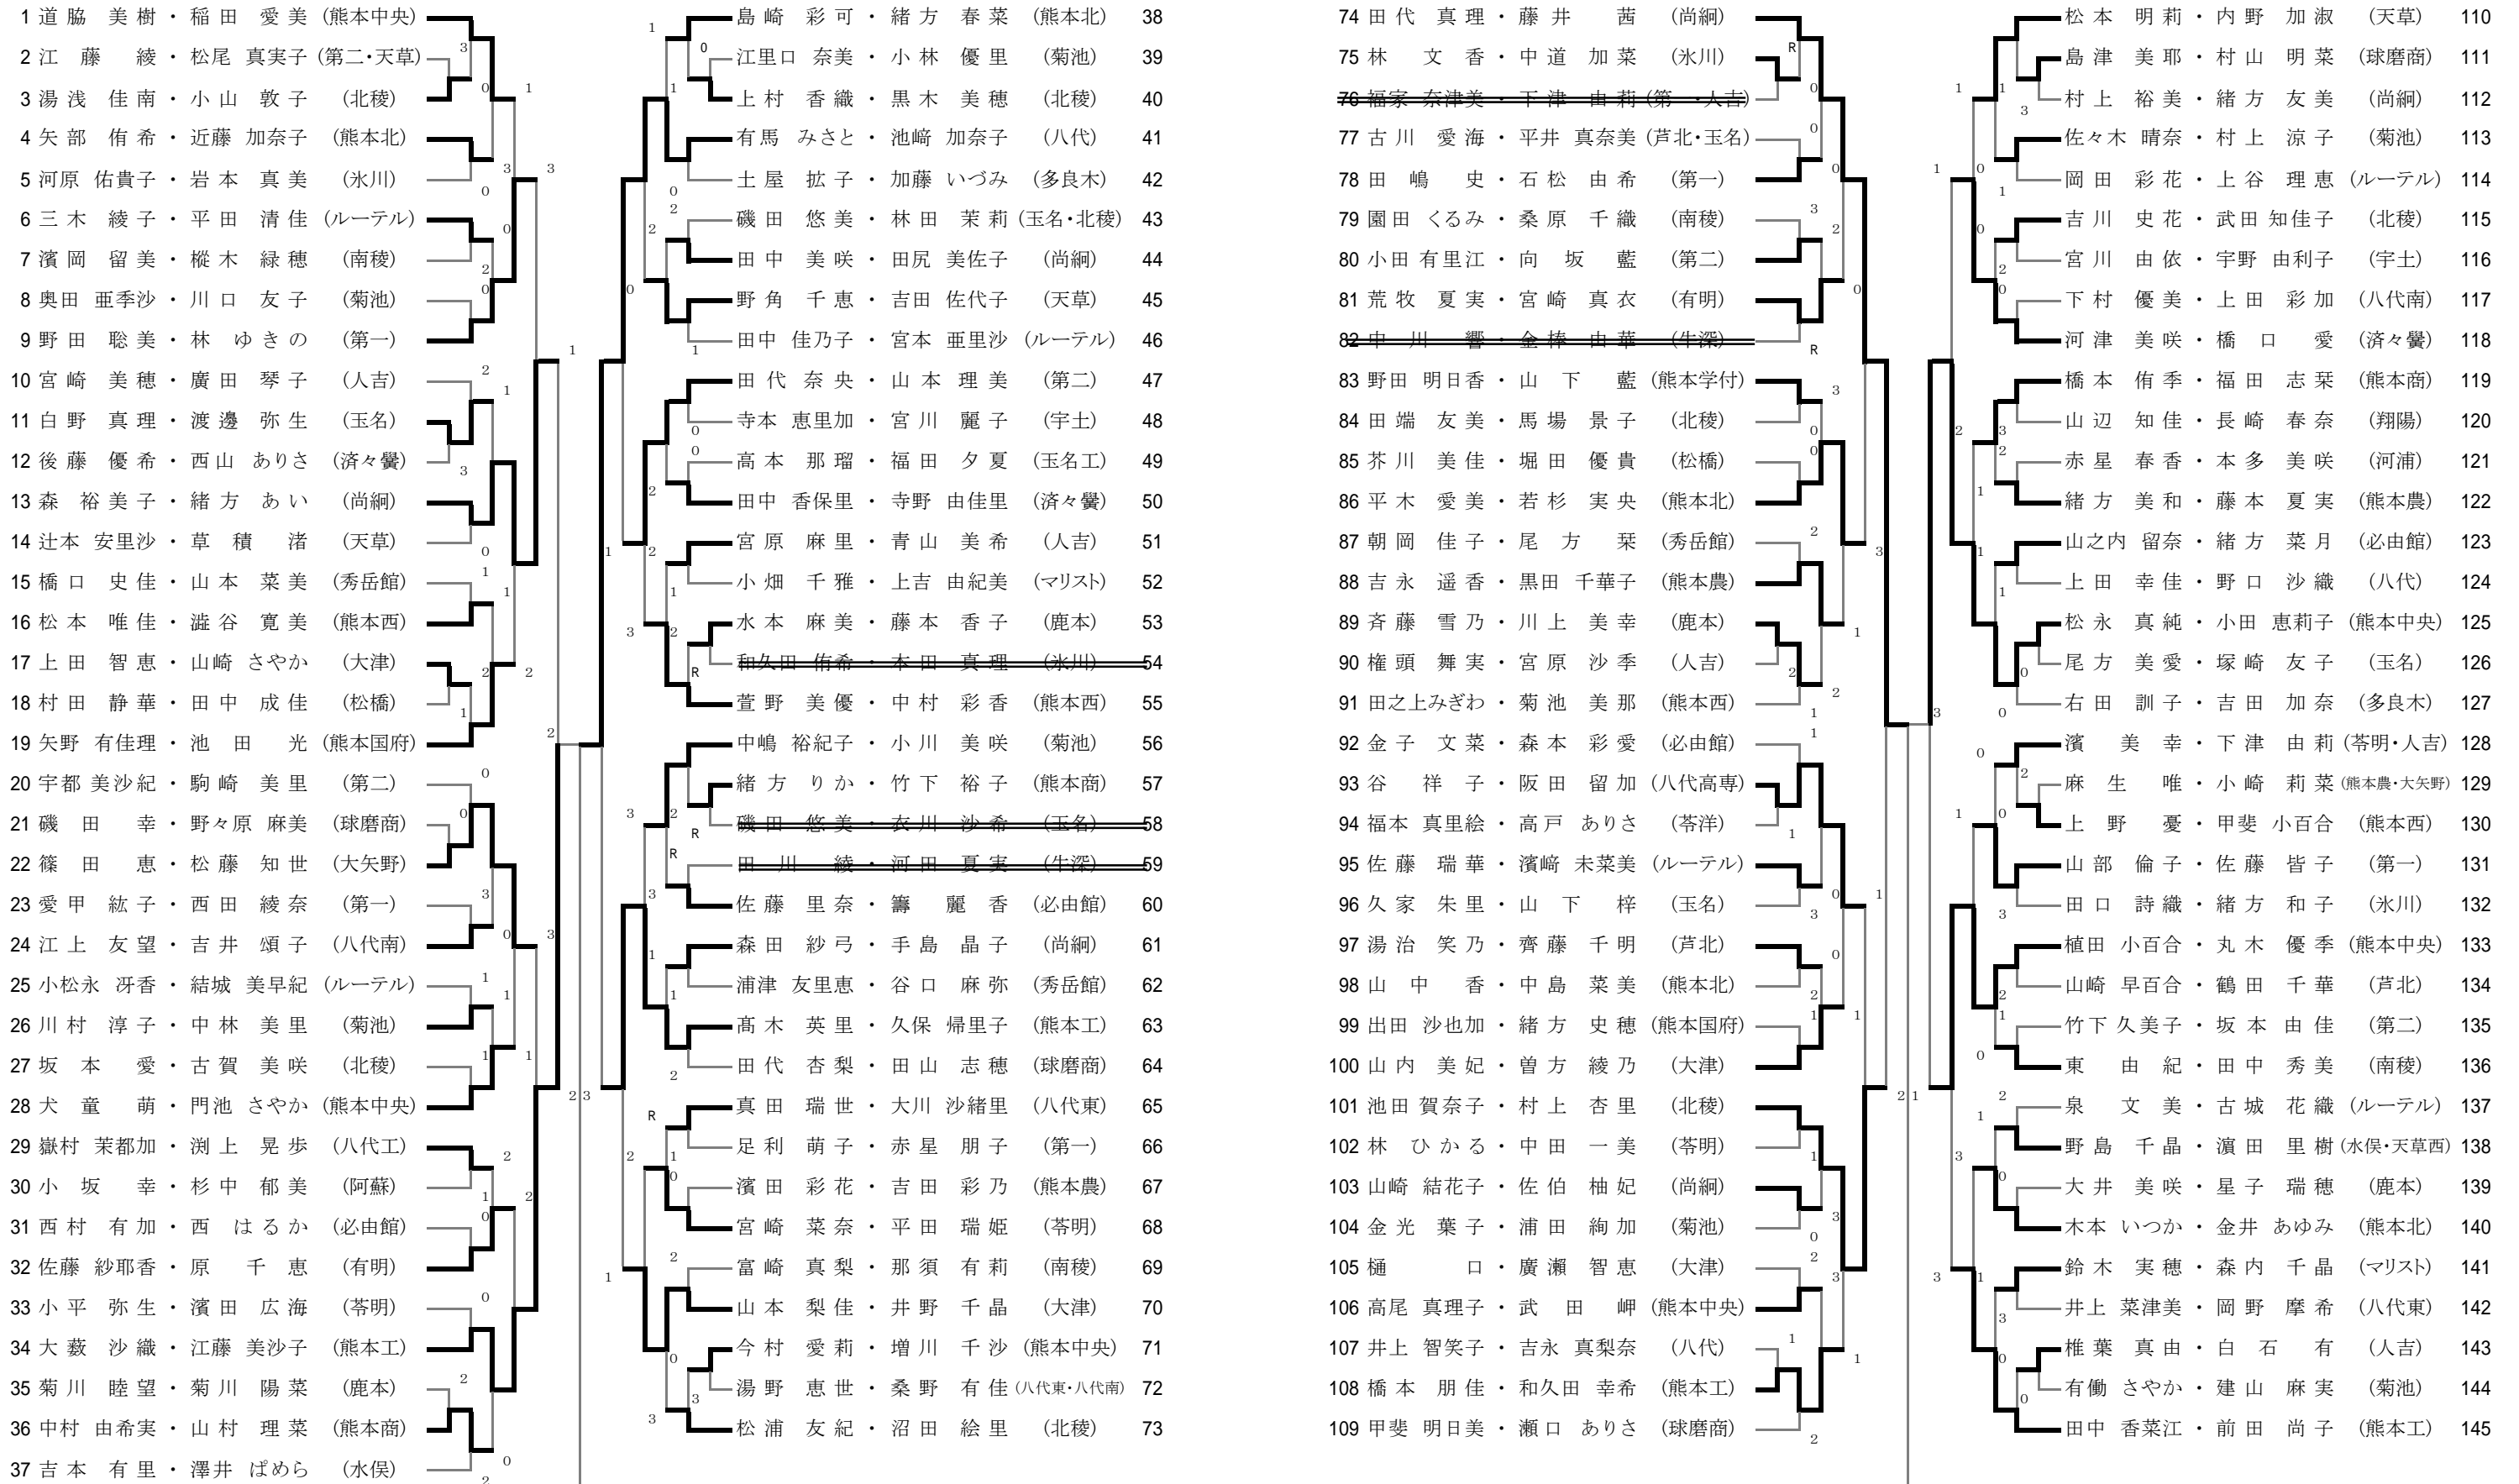 1 道脇 美樹・稲田 愛美 (熊本中央)
2 江藤 綾・松尾 真実子 (第二・天草)
3 湯浅 佳南・小山 敦子 (北稜)
4 矢部 侑希・近藤 加奈子 (熊本北)
5 河原 佑貴子・岩本 真美 (氷川)
6 三木 綾子・平田 清佳 (ルーテル)
7 濱岡 留美・樅木 緑穂 (南稜)
8 奥田 亜季沙・川口 友子 (菊池)
9 野田 聡美・林 ゆきの (第一)
10 宮崎 美穂・廣田 琴子 (人吉)
11 白野 真理・渡邊 弥生 (玉名)
12 後藤 優希・西山 ありさ (済々黌)
13 森 裕美子・緒方 あい (尚絅)
14 辻本 安里沙・草積 渚 (天草)
15 橋口 史佳・山本 菜美 (秀岳館)
16 松本 唯佳・澁谷 寛美 (熊本西)
17 上田 智恵・山崎 さやか (大津)
18 村田 静華・田中 成佳 (松橋)
19 矢野 有佳理・池田 光 (熊本国府)
20 宇都 美沙紀・駒崎 美里 (第二)
21 磯田 幸・野々原 麻美 (球磨商)
22 篠田 恵・松藤 知世 (大矢野)
23 愛甲 紘子・西田 綾奈 (第一)
24 江上 友望・吉井 頌子 (八代南)
25 小松永 冴香・結城 美早紀 (ルーテル)
26 川村 淳子・中林 美里 (菊池)
27 坂本 愛・古賀 美咲 (北稜)
28 犬童 萌・門池 さやか (熊本中央)
29 嶽村 茉都加・渕上 晃歩 (八代工)
30 小坂 幸・杉中 郁美 (阿蘇)
31 西村 有加・西 はるか (必由館)
32 佐藤 紗耶香・原 千恵 (有明)
33 小平 弥生・濱田 広海 (苓明)
34 大薮 沙織・江藤 美沙子 (熊本工)
35 菊川 睦望・菊川 陽菜 (鹿本)
36 中村 由希実・山村 理菜 (熊本商)
37 吉本 有里・澤井 ぱめら (水俣)
島崎 彩可・緒方 春菜 (熊本北) 38
江里口 奈美・小林 優里 (菊池) 39
上村 香織・黒木 美穂 (北稜) 40
有馬 みさと・池﨑 加奈子 (八代) 41
土屋 拡子・加藤 いづみ (多良木) 42
磯田 悠美・林田 茉莉 (玉名・北稜) 43
田中 美咲・田尻 美佐子 (尚絅) 44
野角 千恵・吉田 佐代子 (天草) 45
田中 佳乃子・宮本 亜里沙 (ルーテル) 46
田代 奈央・山本 理美 (第二) 47
寺本 恵里加・宮川 麗子 (宇土) 48
高本 那瑠・福田 夕夏 (玉名工) 49
田中 香保里・寺野 由佳里 (済々黌) 50
宮原 麻里・青山 美希 (人吉) 51
小畑 千雅・上吉 由紀美 (マリスト) 52
水本 麻美・藤本 香子 (鹿本) 53
和久田 侑希・本田 真理 (氷川) 54
萱野 美優・中村 彩香 (熊本西) 55
中嶋 裕紀子・小川 美咲 (菊池) 56
緒方 りか・竹下 裕子 (熊本商) 57
磯田 悠美・衣川 沙希 (玉名) 58
田川 綾・河田 夏実 (牛深) 59
佐藤 里奈・籌 麗香 (必由館) 60
森田 紗弓・手島 晶子 (尚絅) 61
浦津 友里恵・谷口 麻弥 (秀岳館) 62
髙木 英里・久保 帰里子 (熊本工) 63
田代 杏梨・田山 志穂 (球磨商) 64
真田 瑞世・大川 沙緒里 (八代東) 65
足利 萌子・赤星 朋子 (第一) 66
濱田 彩花・吉田 彩乃 (熊本農) 67
宮崎 菜奈・平田 瑞姫 (苓明) 68
富崎 真梨・那須 有莉 (南稜) 69
山本 梨佳・井野 千晶 (大津) 70
今村 愛莉・増川 千沙 (熊本中央) 71
湯野 恵世・桑野 有佳 (八代東・八代南) 72
松浦 友紀・沼田 絵里 (北稜) 73
74 田代 真理・藤井 茜 (尚絅)
75 林 文香・中道 加菜 (氷川)
76 福家 奈津美・下津 由莉 (第一・人吉)
77 古川 愛海・平井 真奈美 (芦北・玉名)
78 田嶋 史・石松 由希 (第一)
79 園田 くるみ・桑原 千織 (南稜)
80 小田 有里江・向坂 藍 (第二)
81 荒牧 夏実・宮崎 真衣 (有明)
82 中川 響・金棒 由華 (牛深)
83 野田 明日香・山下 藍 (熊本学付)
84 田端 友美・馬場 景子 (北稜)
85 芥川 美佳・堀田 優貴 (松橋)
86 平木 愛美・若杉 実央 (熊本北)
87 朝岡 佳子・尾方 栞 (秀岳館)
88 吉永 遥香・黒田 千華子 (熊本農)
89 斉藤 雪乃・川上 美幸 (鹿本)
90 権頭 舞実・宮原 沙季 (人吉)
91 田之上みぎわ・菊池 美那 (熊本西)
92 金子 文菜・森本 彩愛 (必由館)
93 谷 祥子・阪田 留加 (八代高専)
94 福本 真里絵・高戸 ありさ (苓洋)
95 佐藤 瑞華・濱﨑 未菜美 (ルーテル)
96 久家 朱里・山下 梓 (玉名)
97 湯治 笑乃・齊藤 千明 (芦北)
98 山中 香・中島 菜美 (熊本北)
99 出田 沙也加・緒方 史穂 (熊本国府)
100 山内 美妃・曽方 綾乃 (大津)
101 池田 賀奈子・村上 杏里 (北稜)
102 林 ひかる・中田 一美 (苓明)
103 山崎 結花子・佐伯 柚妃 (尚絅)
104 金光 葉子・浦田 絢加 (菊池)
105 樋口・廣瀬 智恵 (大津)
106 高尾 真理子・武田 岬 (熊本中央)
107 井上 智笑子・吉永 真梨奈 (八代)
108 橋本 朋佳・和久田 幸希 (熊本工)
109 甲斐 明日美・瀬口 ありさ (球磨商)
松本 明莉・内野 加淑 (天草) 110
島津 美耶・村山 明菜 (球磨商) 111
村上 裕美・緒方 友美 (尚絅) 112
佐々木 晴奈・村上 涼子 (菊池) 113
岡田 彩花・上谷 理恵 (ルーテル) 114
吉川 史花・武田 知佳子 (北稜) 115
宮川 由依・宇野 由利子 (宇土) 116
下村 優美・上田 彩加 (八代南) 117
河津 美咲・橋口 愛 (済々黌) 118
橋本 侑季・福田 志栞 (熊本商) 119
山辺 知佳・長崎 春奈 (翔陽) 120
赤星 春香・本多 美咲 (河浦) 121
緒方 美和・藤本 夏実 (熊本農) 122
山之内 留奈・緒方 菜月 (必由館) 123
上田 幸佳・野口 沙織 (八代) 124
松永 真純・小田 恵莉子 (熊本中央) 125
尾方 美愛・塚崎 友子 (玉名) 126
右田 訓子・吉田 加奈 (多良木) 127
濱 美幸・下津 由莉 (苓明・人吉) 128
麻生 唯・小崎 莉菜 (熊本農・大矢野) 129
上野 憂・甲斐 小百合 (熊本西) 130
山部 倫子・佐藤 皆子 (第一) 131
田口 詩織・緒方 和子 (氷川) 132
植田 小百合・丸木 優季 (熊本中央) 133
山崎 早百合・鶴田 千華 (芦北) 134
竹下 久美子・坂本 由佳 (第二) 135
東 由紀・田中 秀美 (南稜) 136
泉 文美・古城 花織 (ルーテル) 137
野島 千晶・濵田 里樹 (水俣・天草西) 138
大井 美咲・星子 瑞穂 (鹿本) 139
木本 いつか・金井 あゆみ (熊本北) 140
鈴木 実穂・森内 千晶 (マリスト) 141
井上 菜津美・岡野 摩希 (八代東) 142
椎葉 真由・白石 有 (人吉) 143
有働 さやか・建山 麻実 (菊池) 144
田中 香菜江・前田 尚子 (熊本工) 145